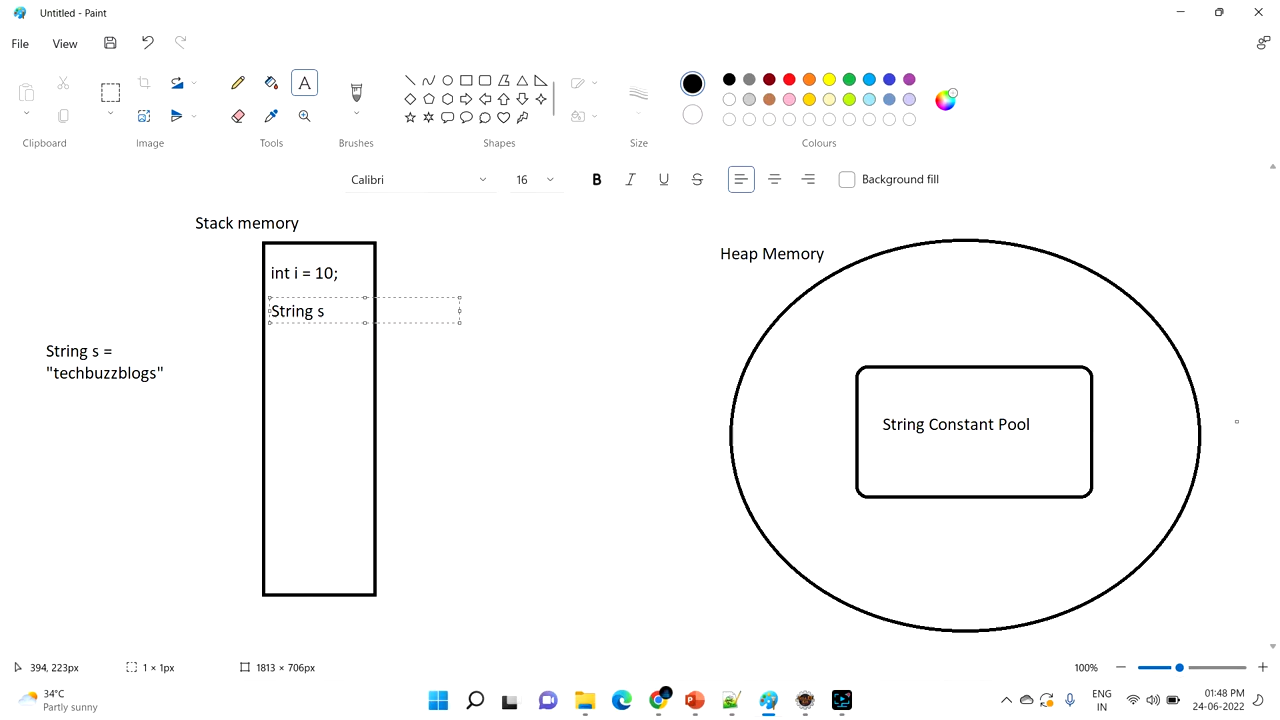 Untitled - Paint
File
View
Clipboard
Image
Tools
Brushes
Shapes
Size
Colours
Calibri
16
B
I
U
S
Background fill
Stack memory
Heap Memory
int i = 10;
String s
String s =
"techbuzzblogs"
String Constant Pool
394, 223px
1 × 1px
1813 × 706px
100%
34°C
Partly sunny
ENG
IN
01:48 PM
24-06-2022